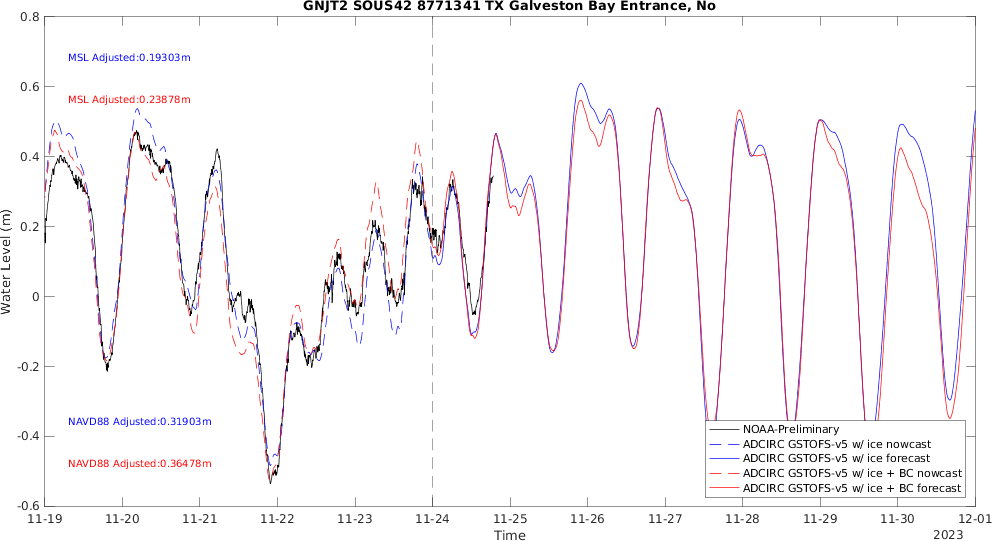 GNJT2 SOUS42 8771341 TX Galveston Bay Entrance, No
0.8
0.6
0.4
0.2
0
-0.2
-0.4
-0.6
Water Level (m)
MSL Adjusted:0.19303m
MSL Adjusted:0.23878m
NAVD88 Adjusted:0.31903m
NAVD88 Adjusted:0.36478m
NOAA-Preliminary
ADCIRC GSTOFS-v5 w/ ice nowcast
ADCIRC GSTOFS-v5 w/ ice forecast
ADCIRC GSTOFS-v5 w/ ice + BC nowcast
ADCIRC GSTOFS-v5 w/ ice + BC forecast
11-19 11-20 11-21 11-22 11-23 11-24 11-25 11-26 11-27 11-28 11-29 11-30 12-01
Time
2023